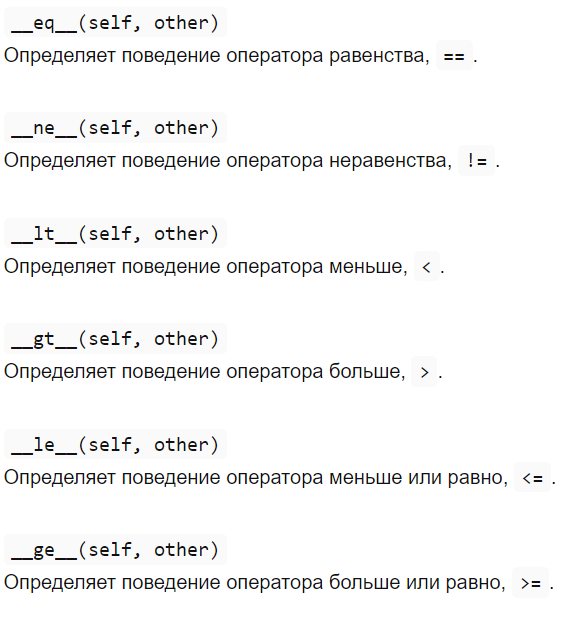 __eq__(self, other)
Определяет поведение оператора равенства, == .
__ne__(self, other)
Определяет поведение оператора неравенства, != .
__lt__(self, other)
Определяет поведение оператора меньше, < .
__gt__(self, other)
Определяет поведение оператора больше, > .
__le__(self, other)
Определяет поведение оператора меньше или равно, <= .
__ge__(self, other)
Определяет поведение оператора больше или равно, >= .